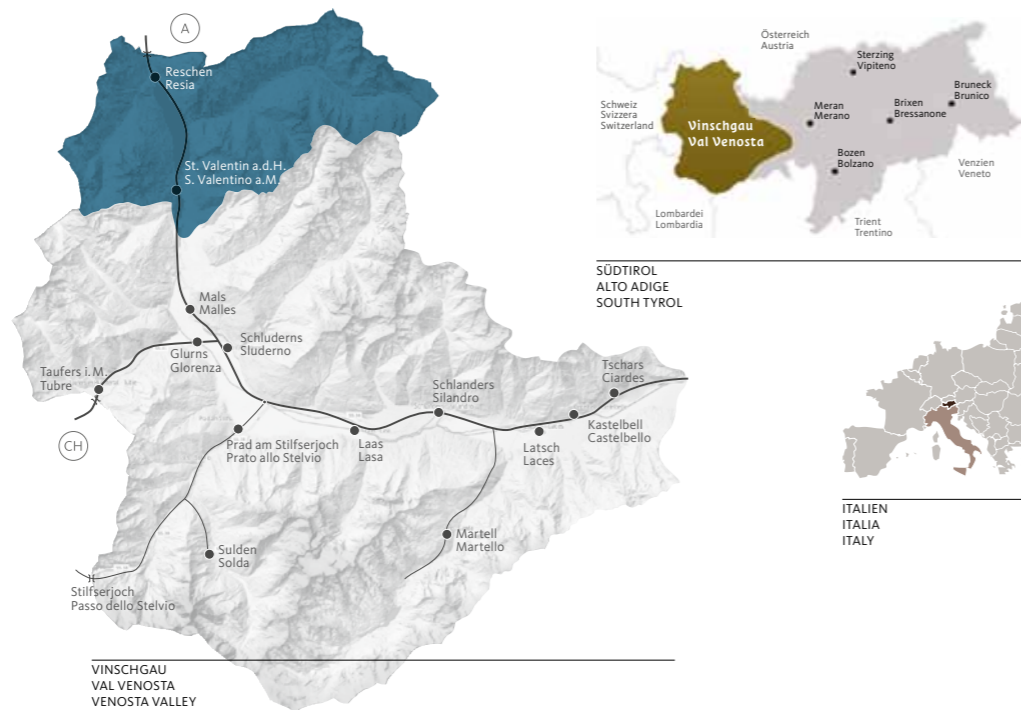 A
Reschen
Resia
St. Valentin a.d.H.
S. Valentino a.M.
Mals
Malles
Schluderns
Sluderno
Glurns
Glorenza
Taufers i.M.
Tubre
CH
Prad am Stilfserjoch
Prato allo Stelvio
Laas
Lasa
Schlanders
Silandro
Latsch
Laces
Kastelbell
Castelbello
Tschars
Ciardes
Martell
Martello
Sulden
Solda
Stilfserjoch
Passo dello Stelvio
VINSCHGAU
VAL VENOSTA
VENOSTA VALLEY
Österreich
Austria
Schweiz
Svizzera
Switzerland
Vinschgau
Val Venosta
Sterzing
Vipiteno
Meran
Merano
Brixen
Bressanone
Bruneck
Brunico
Bozen
Bolzano
Venzien
Veneto
Lombardei
Lombardia
Trient
Trentino
SÜDTIROL
ALTO ADIGE
SOUTH TYROL
ITALIEN
ITALIA
ITALY